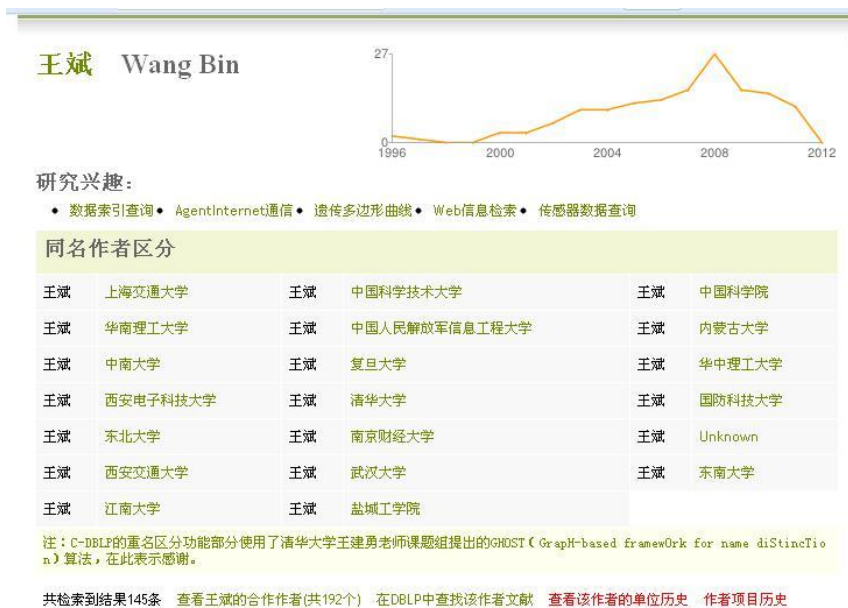 王斌 Wang Bin
27
0
1996 2000 2004 2008 2012
研究兴趣：
• 数据索引查询• AgentInternet通信• 遗传多边形曲线• Web信息检索• 传感器数据查询
同名作者区分
王斌 上海交通大学 王斌 中国科学技术大学 王斌 中国科学院
王斌 华南理工大学 王斌 中国人民解放军信息工程大学 王斌 内蒙古大学
王斌 中南大学 王斌 复旦大学 王斌 华中理工大学
王斌 西安电子科技大学 王斌 清华大学 王斌 国防科技大学
王斌 东北大学 王斌 南京财经大学 王斌 Unknown
王斌 西安交通大学 王斌 武汉大学 王斌 东南大学
王斌 江南大学 王斌 盐城工学院
注：C-DBLP的重名区分功能部分使用了清华大学王建勇老师课题组提出的GHOST（GrapH-based framewOrk for name diStincTio
n）算法，在此表示感谢。
共检索到结果145条 查看王斌的合作作者(共192个) 在DBLP中查找该作者文献 查看该作者的单位历史 作者项目历史